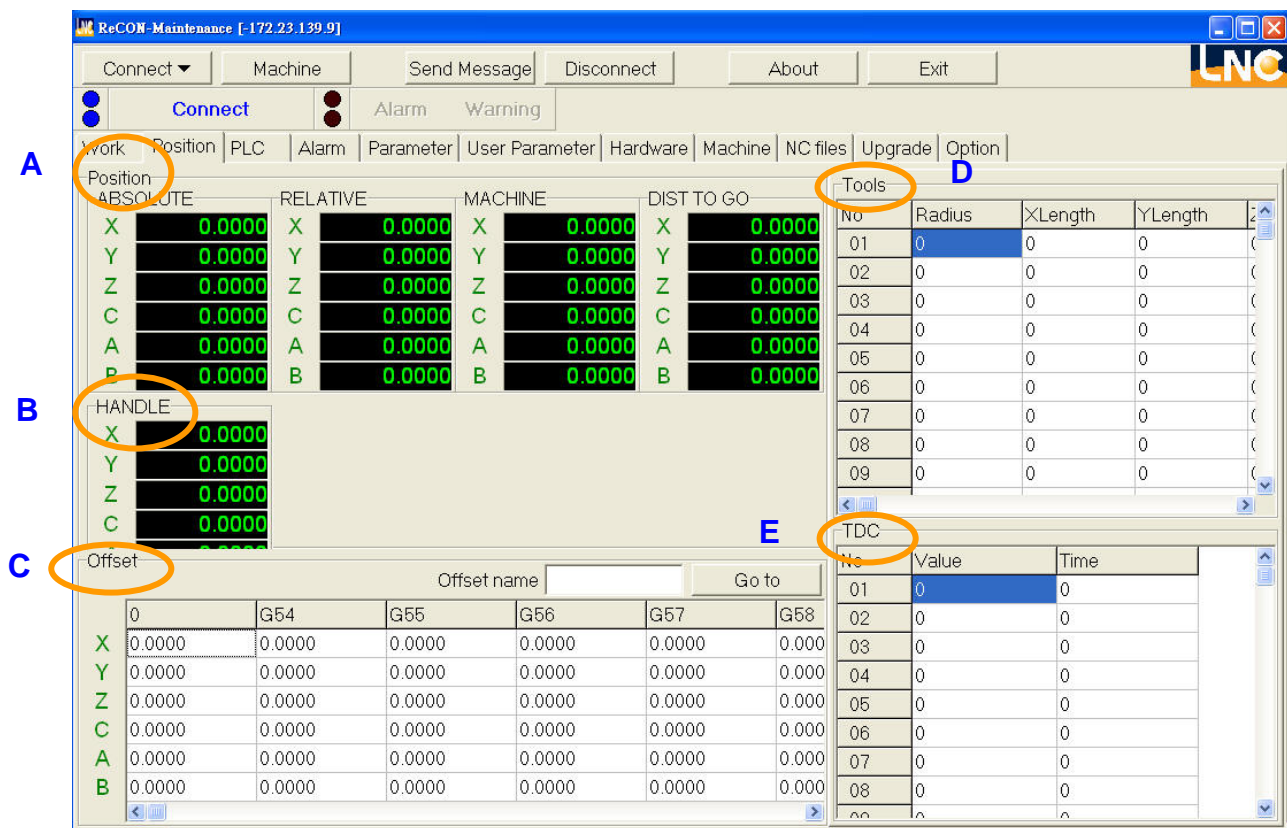 ReCON-Maintenance [-172.23.139.9]
Connect Machine Send Message Disconnect About Exit
LNC
Connect Alarm Warning
Work Position PLC Alarm Parameter User Parameter Hardware Machine NC files Upgrade Option
A
D
Position
ABSOLUTE RELATIVE MACHINE DIST TO GO
X 0.0000 X 0.0000 X 0.0000 X 0.0000
Y 0.0000 Y 0.0000 Y 0.0000 Y 0.0000
Z 0.0000 Z 0.0000 Z 0.0000 Z 0.0000
C 0.0000 C 0.0000 C 0.0000 C 0.0000
A 0.0000 A 0.0000 A 0.0000 A 0.0000
B 0.0000 B 0.0000 B 0.0000 B 0.0000
B
HANDLE
X 0.0000
Y 0.0000
Z 0.0000
C 0.0000
C
Offset
Offset name Go to
0 G54 G55 G56 G57 G58
X 0.0000 0.0000 0.0000 0.0000 0.0000 0.000
Y 0.0000 0.0000 0.0000 0.0000 0.0000 0.000
Z 0.0000 0.0000 0.0000 0.0000 0.0000 0.000
C 0.0000 0.0000 0.0000 0.0000 0.0000 0.000
A 0.0000 0.0000 0.0000 0.0000 0.0000 0.000
B 0.0000 0.0000 0.0000 0.0000 0.0000 0.000
Tools
No Radius XLength YLength
01 0 0 0
02 0 0 0
03 0 0 0
04 0 0 0
05 0 0 0
06 0 0 0
07 0 0 0
08 0 0 0
09 0 0 0
E
TDC
No Value Time
01 0 0
02 0 0
03 0 0
04 0 0
05 0 0
06 0 0
07 0 0
08 0 0